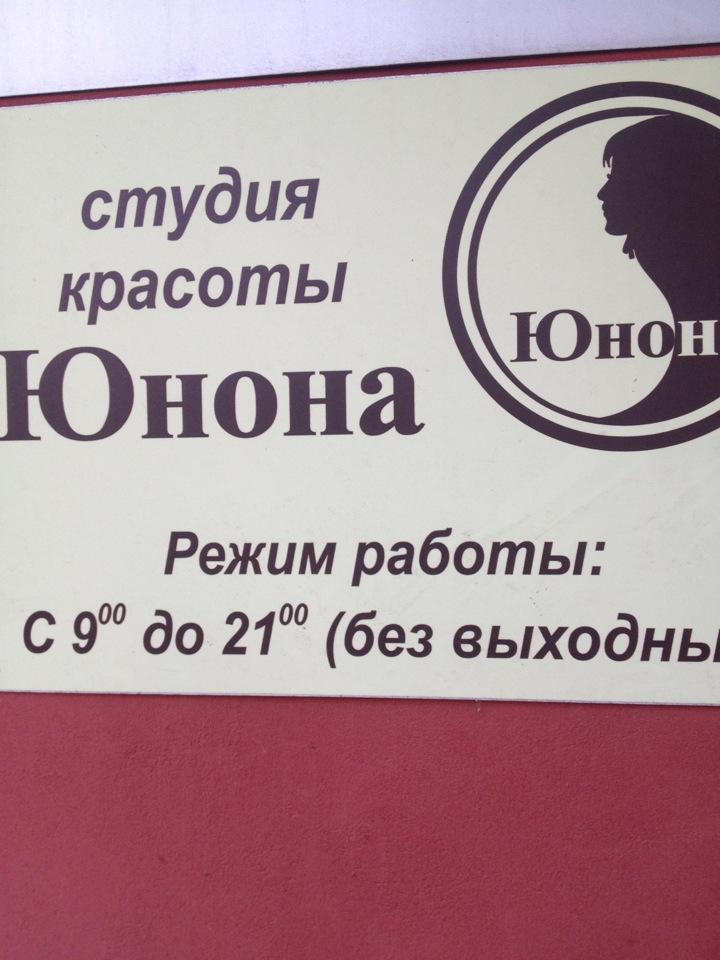 студия
красоты
Юнона
Юнон
Режим работы:
С 9⁰⁰ до 21⁰⁰ (без выходны